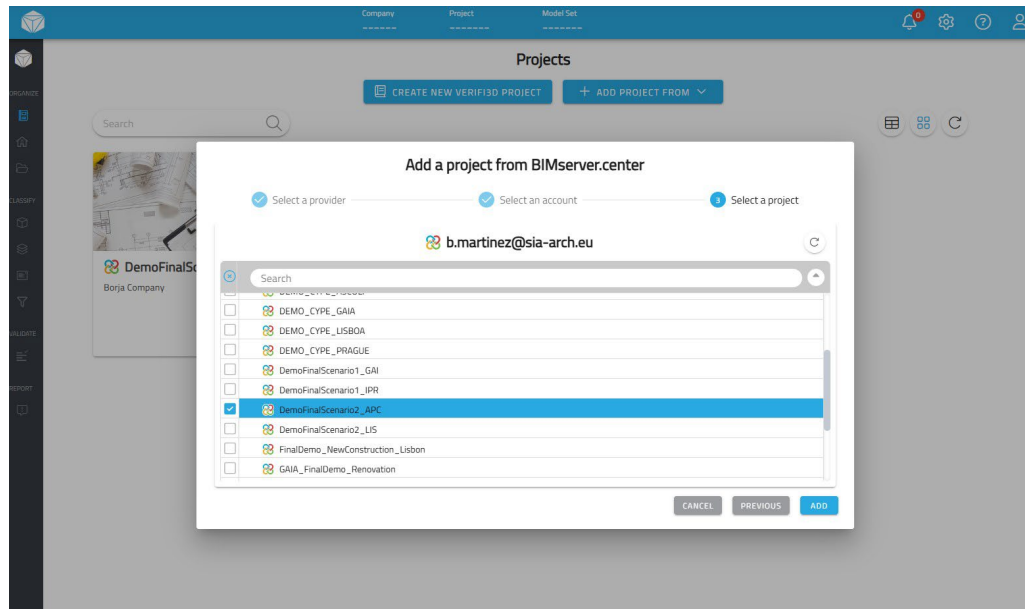 Company Project Model Set
------ ------- -------
0
Projects
CREATE NEW VERIFI3D PROJECT + ADD PROJECT FROM
ORGANIZE
Search
Add a project from BIMserver.center
Select a provider Select an account 3 Select a project
CLASSIFY
b.martinez@sia-arch.eu
DemoFinalSc
Borja Company
Search
DEMO_CYPE_GAIA
DEMO_CYPE_LISBOA
VALIDATE
DEMO_CYPE_PRAGUE
DemoFinalScenario1_GAI
REPORT
DemoFinalScenario1_IPR
DemoFinalScenario2_APC
DemoFinalScenario2_LIS
FinalDemo_NewConstruction_Lisbon
GAIA_FinalDemo_Renovation
CANCEL PREVIOUS ADD